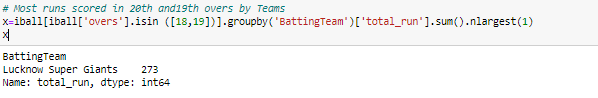 # Most runs scored in 20th and19th overs by Teams
x=iball[iball['overs'].isin ([18,19])].groupby('BattingTeam')['total_run'].sum().nlargest(1)
x
BattingTeam
Lucknow Super Giants    273
Name: total_run, dtype: int64